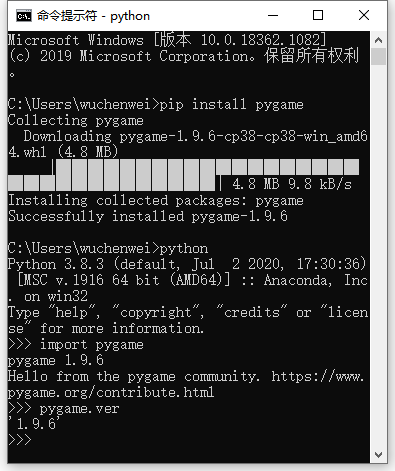 命令提示符 - python
Microsoft Windows [版本 10.0.18362.1082]
(c) 2019 Microsoft Corporation。保留所有权利
。
C:\Users\wuchenwei>pip install pygame
Collecting pygame
  Downloading pygame-1.9.6-cp38-cp38-win_amd6
4.whl (4.8 MB)
| 4.8 MB 9.8 kB/s
Installing collected packages: pygame
Successfully installed pygame-1.9.6
C:\Users\wuchenwei>python
Python 3.8.3 (default, Jul  2 2020, 17:30:36)
 [MSC v.1916 64 bit (AMD64)] :: Anaconda, Inc
. on win32
Type "help", "copyright", "credits" or "licen
se" for more information.
>>> import pygame
pygame 1.9.6
Hello from the pygame community. https://www.
pygame.org/contribute.html
>>> pygame.ver
'1.9.6'
>>>